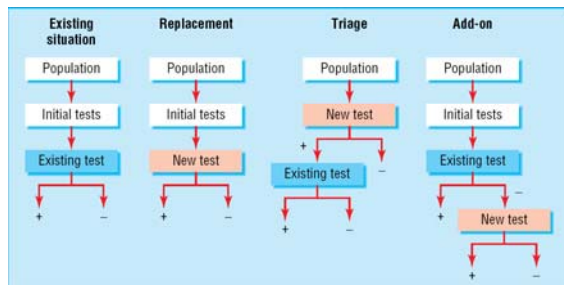 Existing situation
Replacement
Triage
Add-on
Population
Population
Population
Population
Initial tests
Initial tests
New test
Initial tests
+
–
Existing test
New test
Existing test
Existing test
+
–
+
–
+
–
+
–
New test
+
–